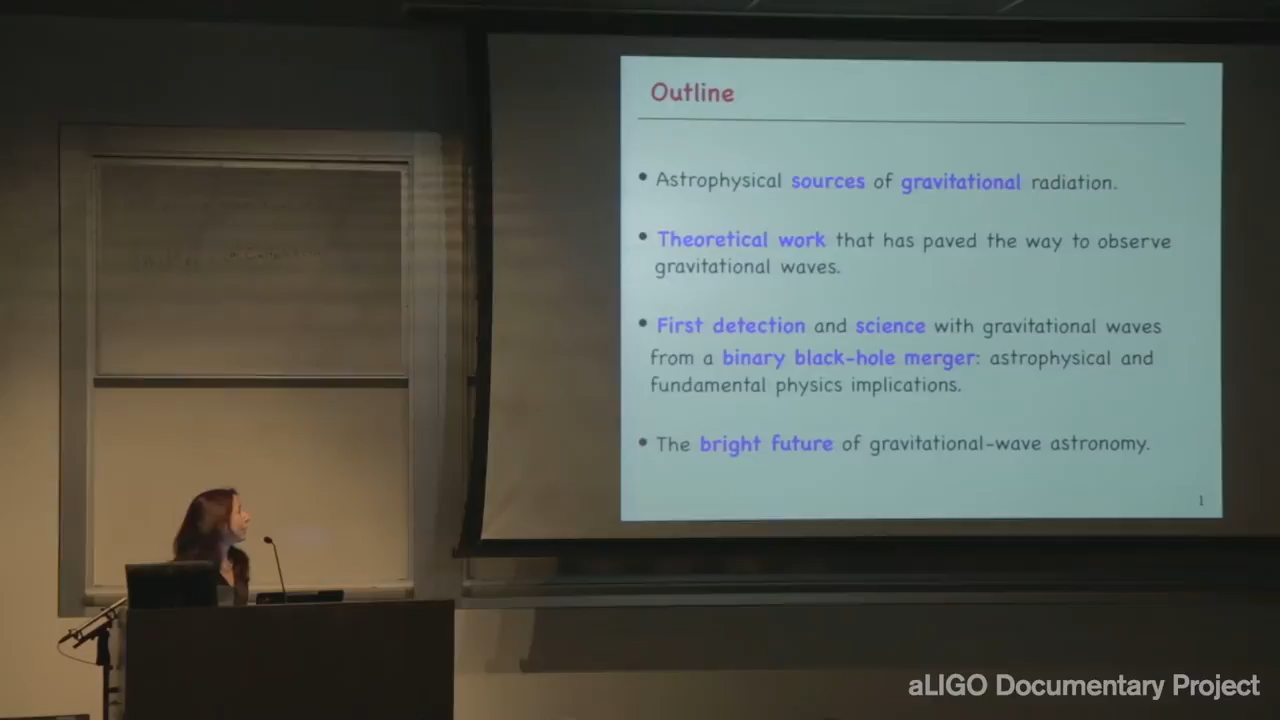 Outline
• Astrophysical sources of gravitational radiation.
• Theoretical work that has paved the way to observe
gravitational waves.
• First detection and science with gravitational waves
from a binary black-hole merger: astrophysical and
fundamental physics implications.
• The bright future of gravitational-wave astronomy.
1
aLIGO Documentary Project